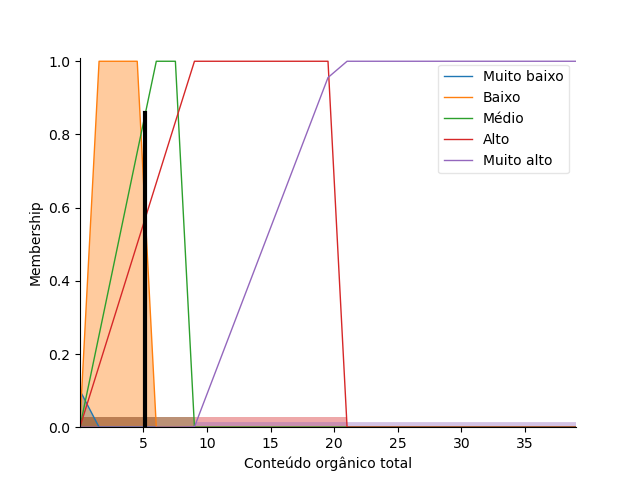 1.0
0.8
0.6
0.4
0.2
0.0
Membership
5
10
15
20
25
30
35
Conteúdo orgânico total
Muito baixo
Baixo
Médio
Alto
Muito alto